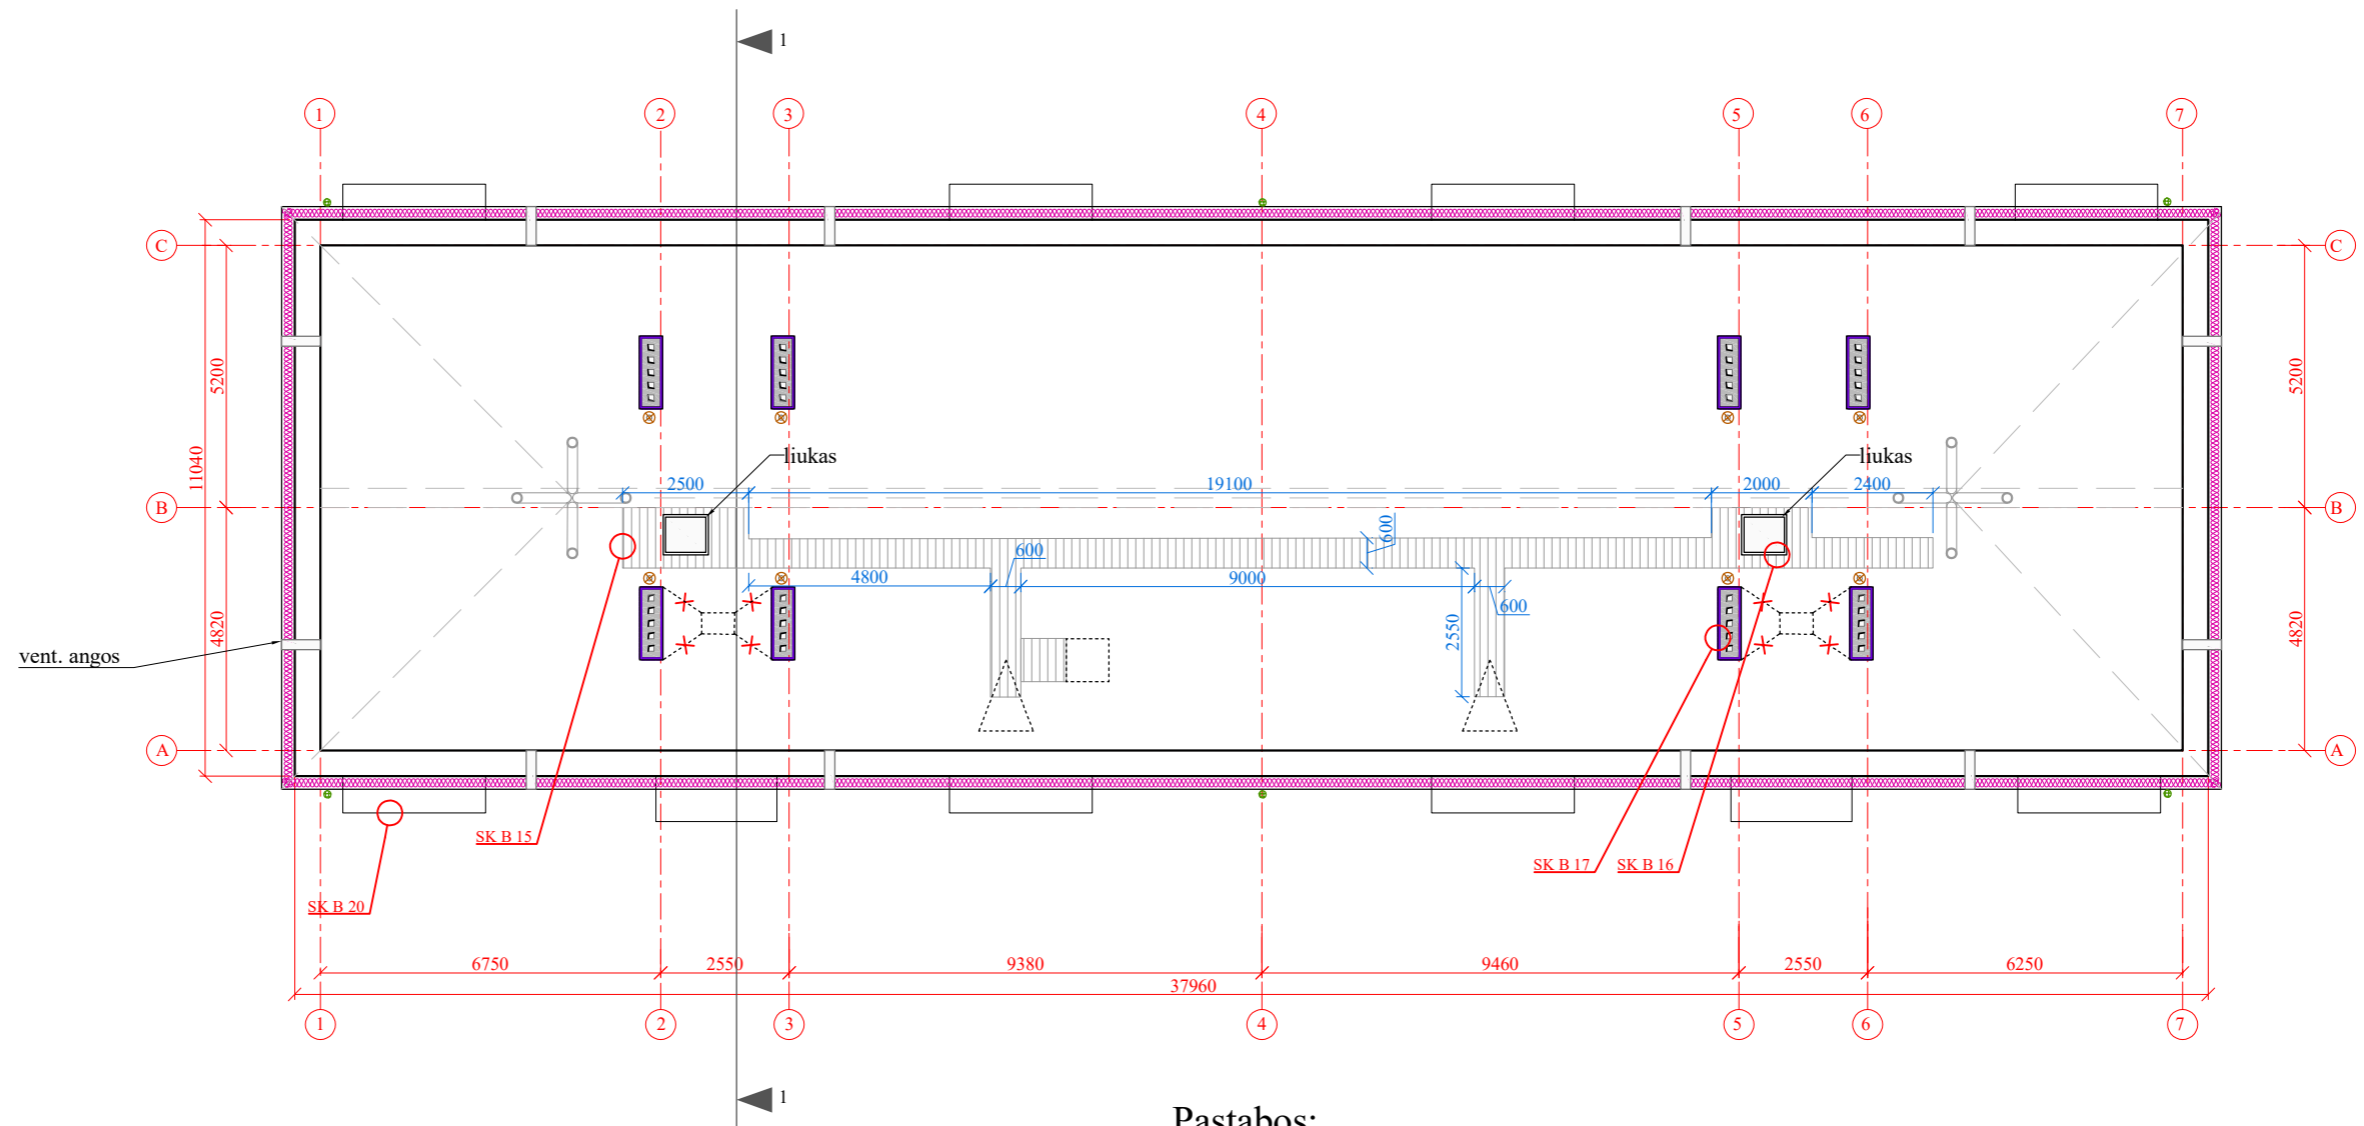 1
1 2 3 4 5 6 7
C C
5200 5200
11040
liukas liukas
2500 19100 2000 2400
B B
600
600
4800 9000
600
4820 2550 4820
vent. angos
A A
SK B 15
SK B 17 SK B 16
SK B 20
6750 2550 9380 9460 2550 6250
37960
1 2 3 4 5 6 7
1
Pastabos: